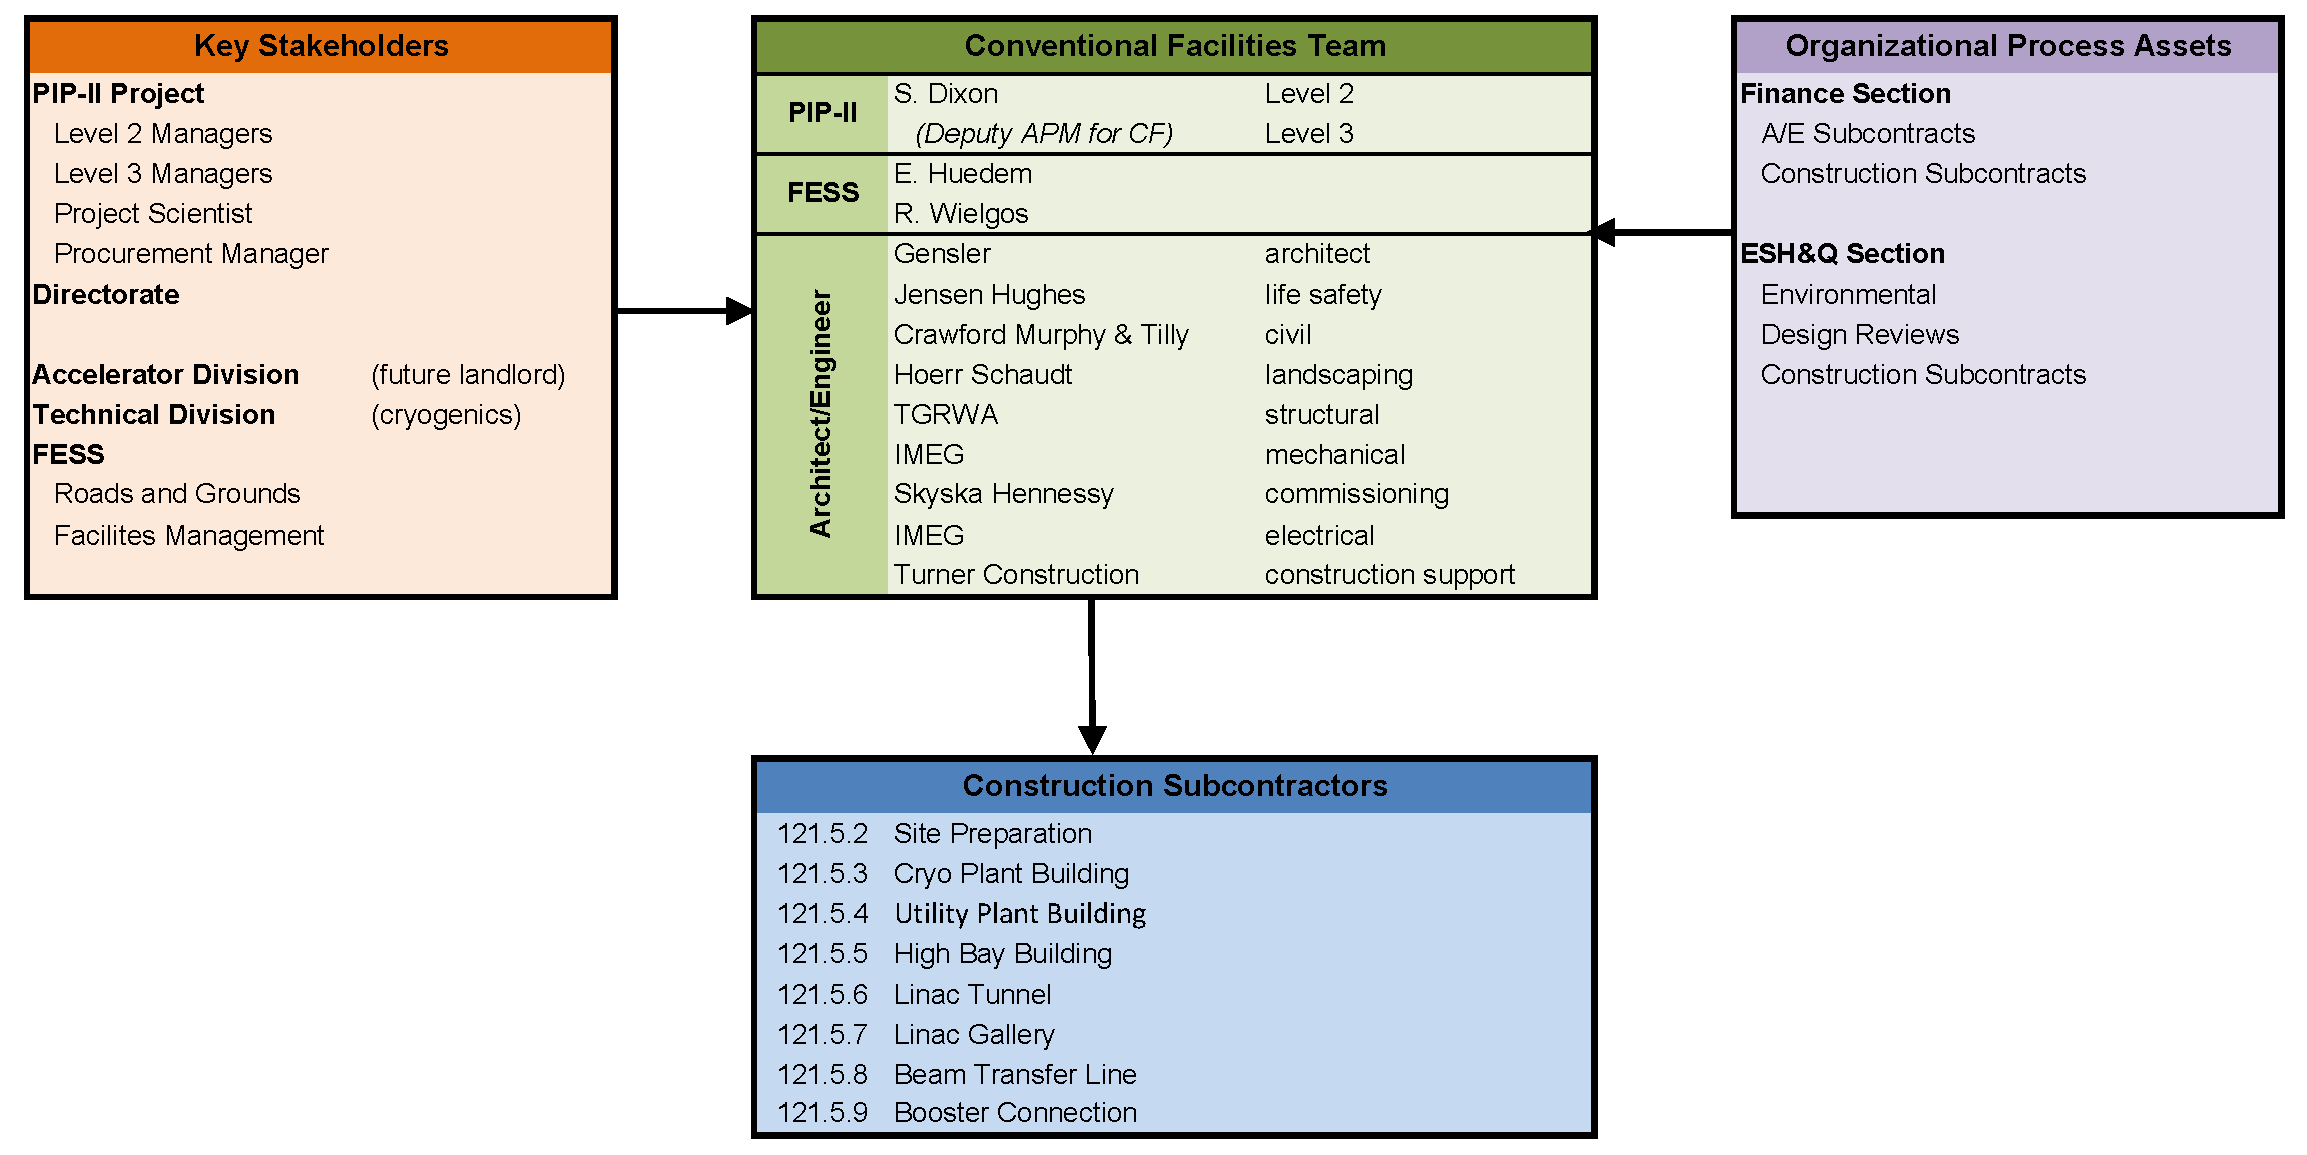 Key Stakeholders
PIP-II Project
Level 2 Managers
Level 3 Managers
Project Scientist
Procurement Manager
Directorate
Accelerator Division (future landlord)
Technical Division (cryogenics)
FESS
Roads and Grounds
Facilites Management
Conventional Facilities Team
PIP-II
S. Dixon Level 2
(Deputy APM for CF) Level 3
FESS
E. Huedem
R. Wielgos
Architect/Engineer
Gensler architect
Jensen Hughes life safety
Crawford Murphy & Tilly civil
Hoerr Schaudt landscaping
TGRWA structural
IMEG mechanical
Skyska Hennessy commissioning
IMEG electrical
Turner Construction construction support
Organizational Process Assets
Finance Section
A/E Subcontracts
Construction Subcontracts
ESH&Q Section
Environmental
Design Reviews
Construction Subcontracts
Construction Subcontractors
121.5.2 Site Preparation
121.5.3 Cryo Plant Building
121.5.4 Utility Plant Building
121.5.5 High Bay Building
121.5.6 Linac Tunnel
121.5.7 Linac Gallery
121.5.8 Beam Transfer Line
121.5.9 Booster Connection